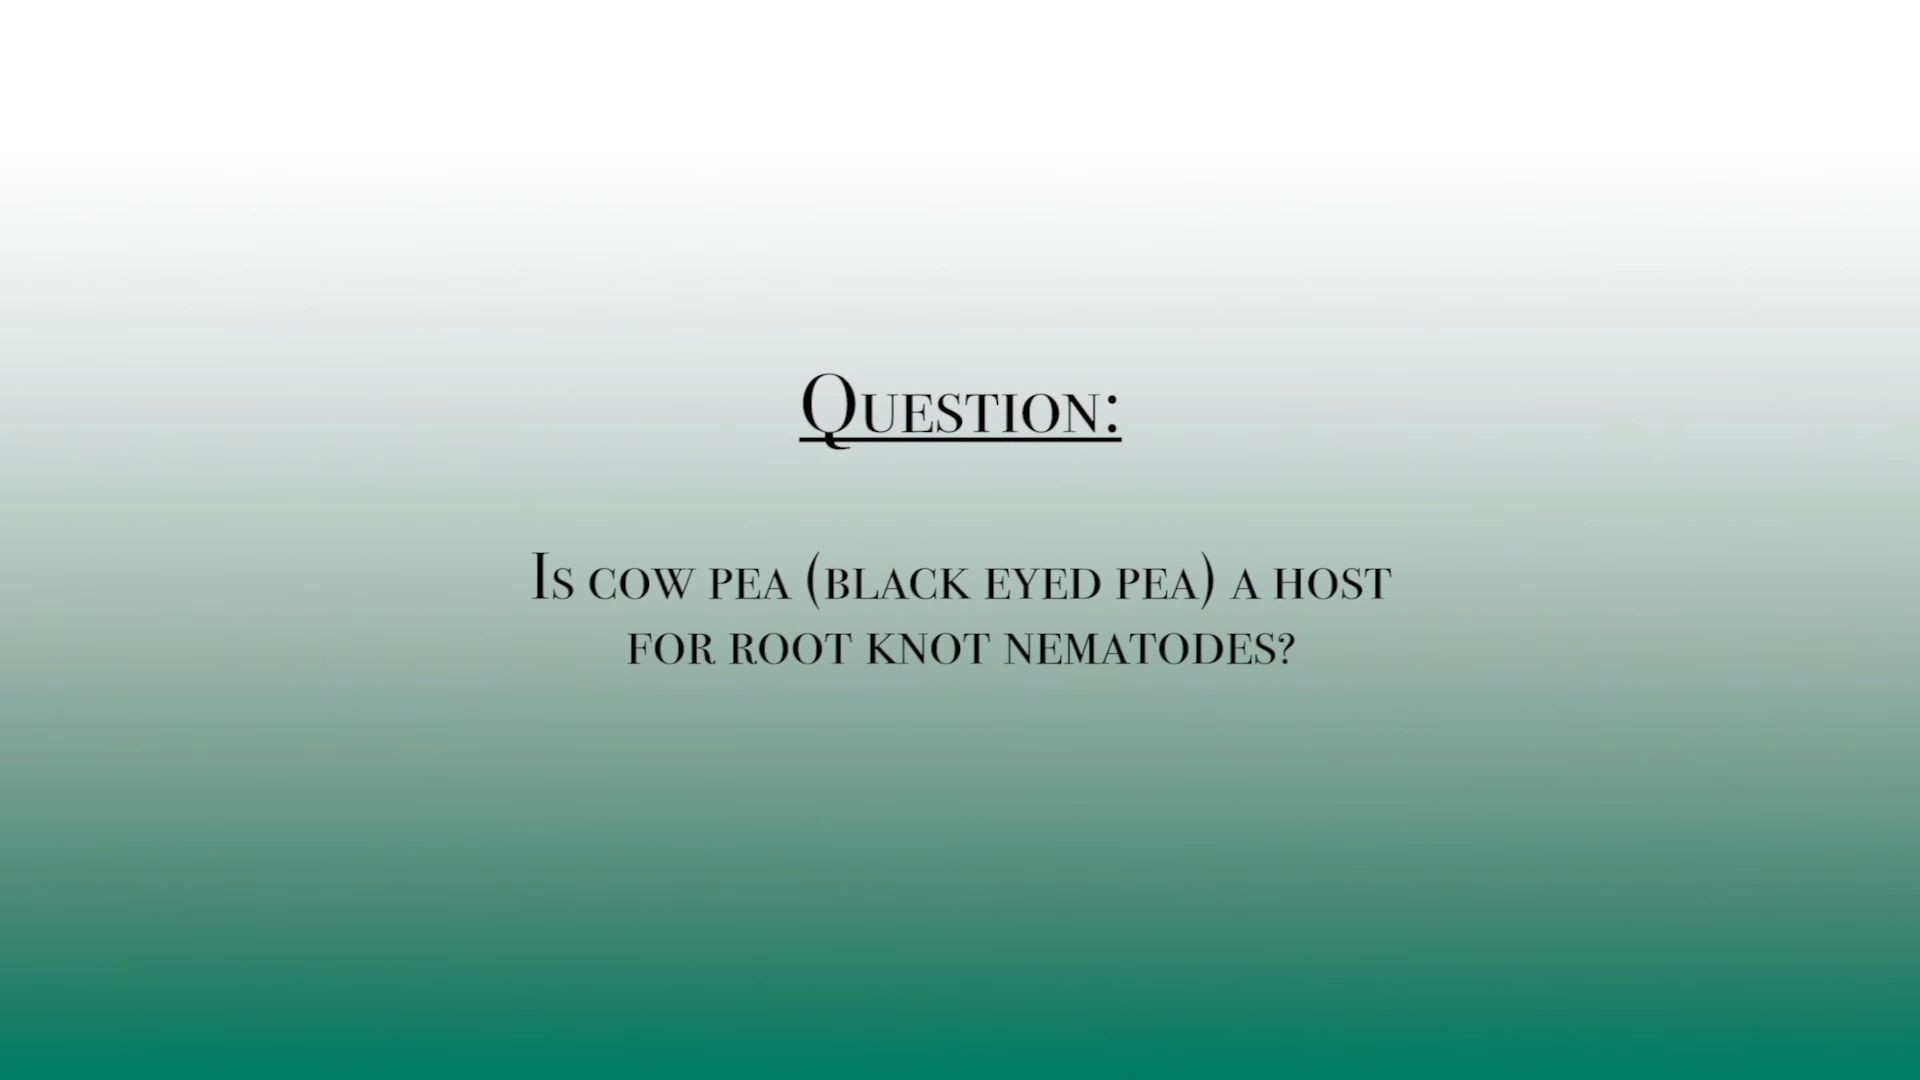 Question:
Is cow pea (black eyed pea) a host
for root knot nematodes?